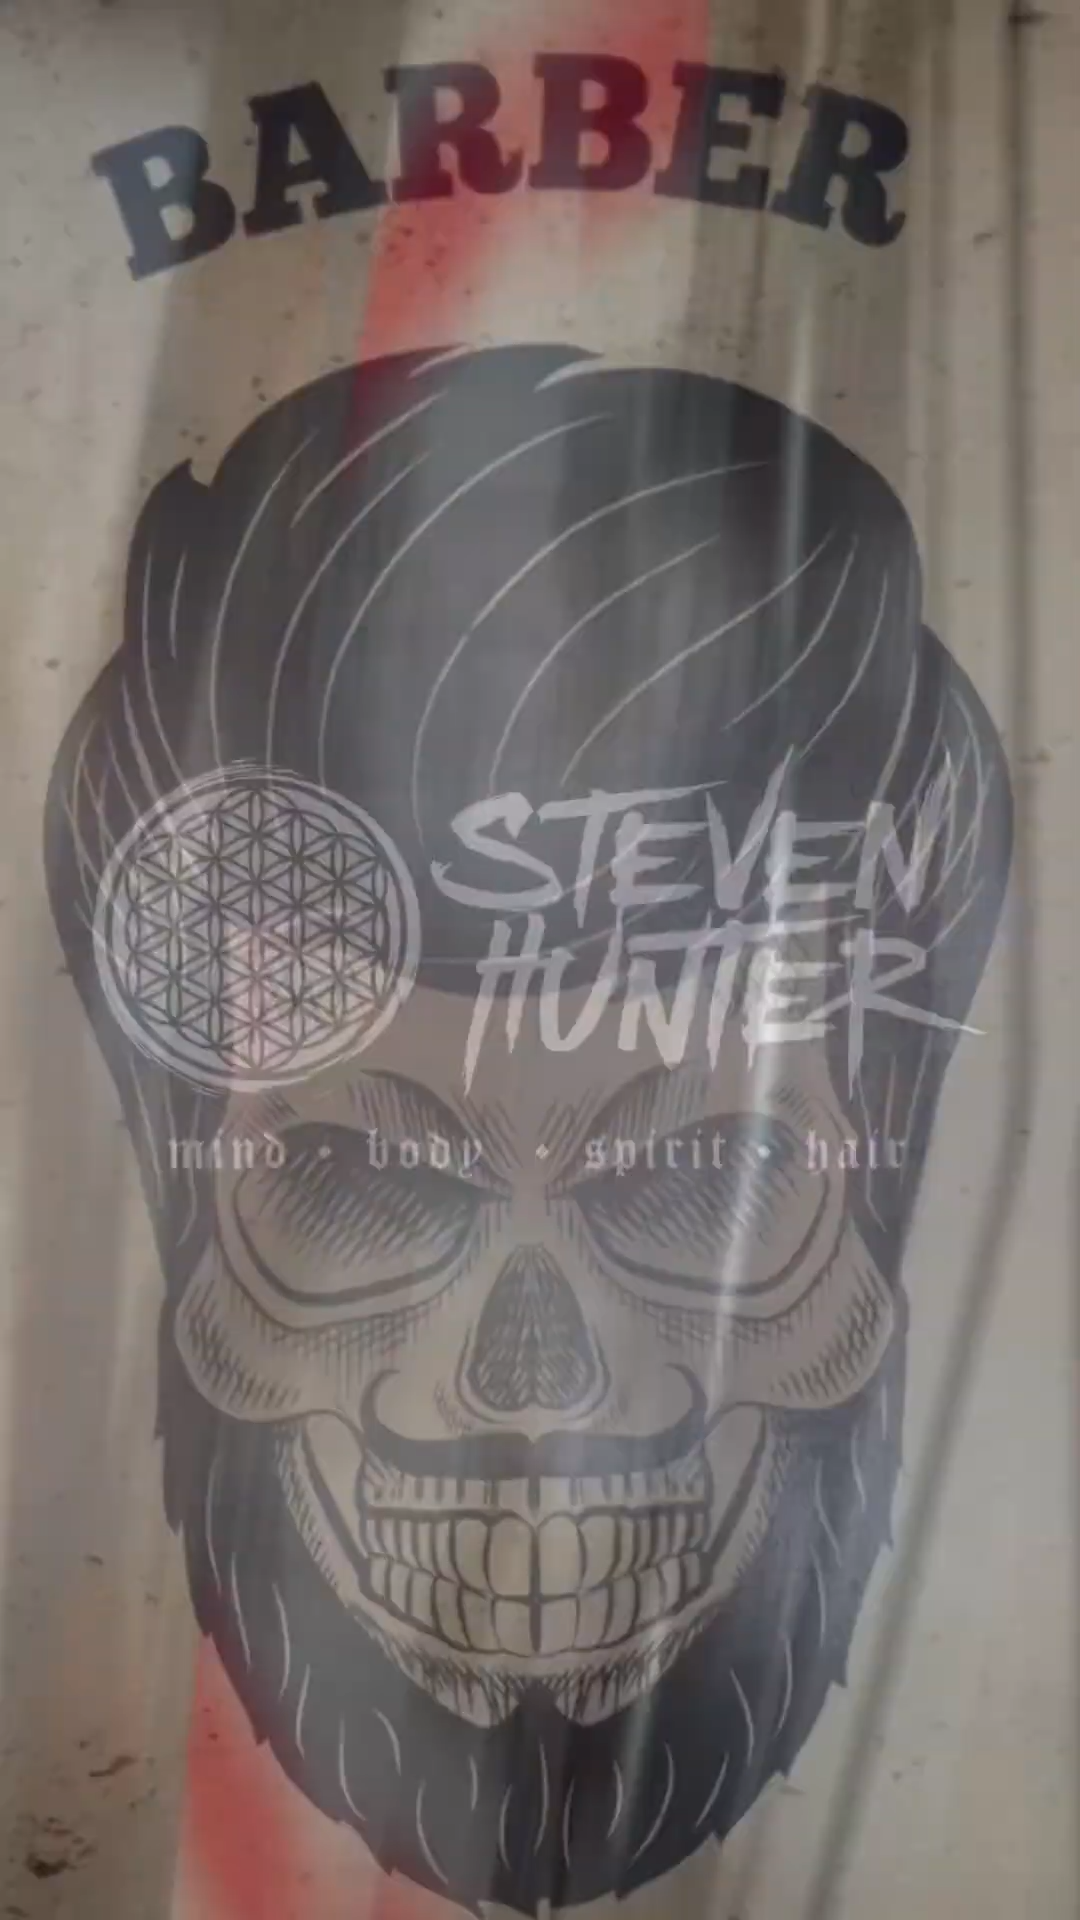 BARBER
STEVEN
HUNTER
mind • body • spirit • hair